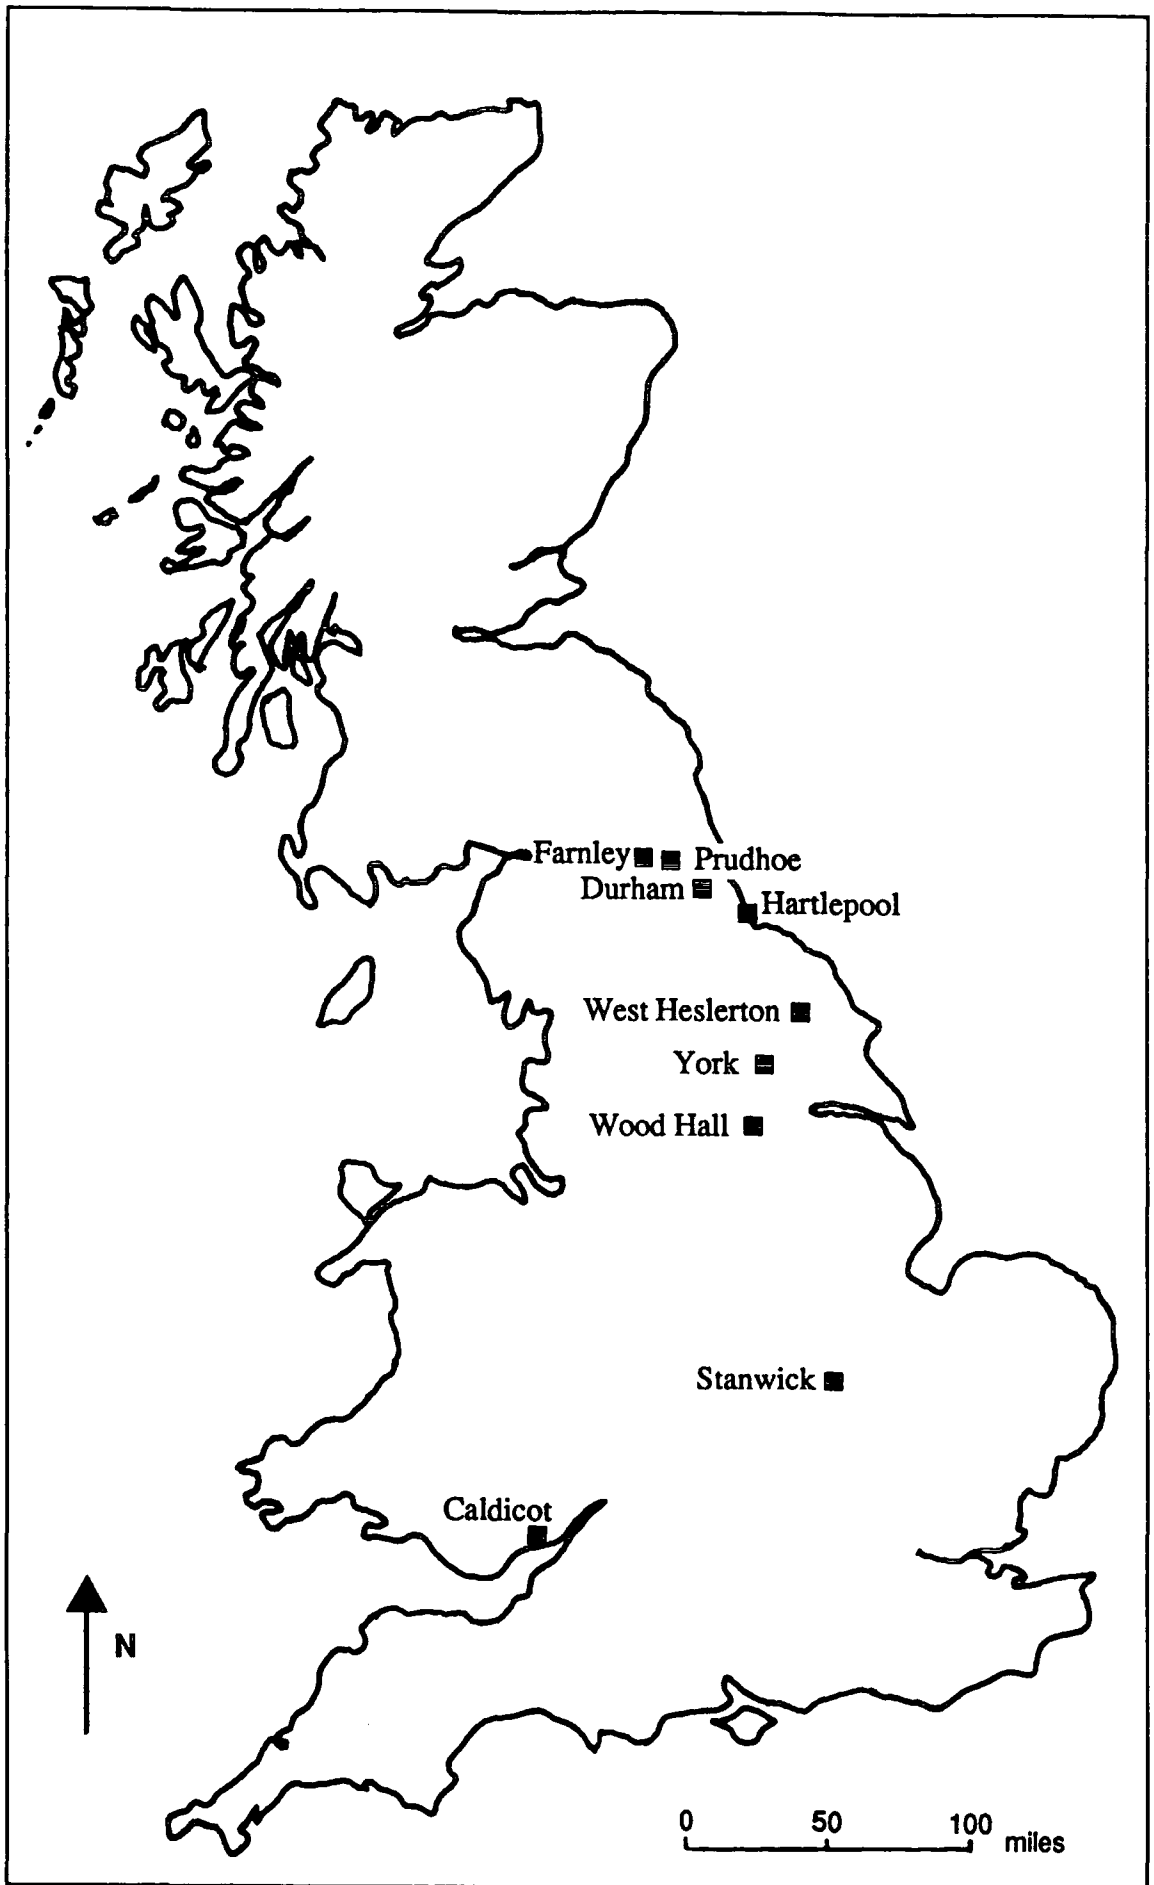 Farnley Prudhoe
Durham
Hartlepool
West Heslerton
York
Wood Hall
Stanwick
Caldicot
N
0 50 100 miles